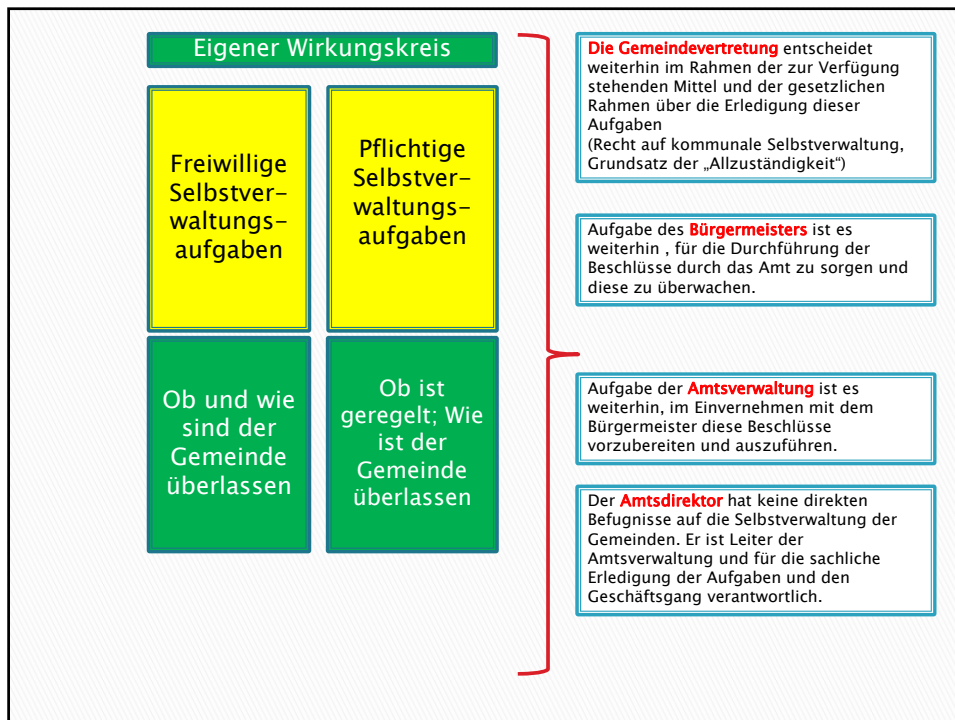 Eigener Wirkungskreis
Freiwillige
Selbstver-
waltungs-
aufgaben
Pflichtige
Selbstver-
waltungs-
aufgaben
Ob und wie
sind der
Gemeinde
überlassen
Ob ist
geregelt; Wie
ist der
Gemeinde
überlassen
Die Gemeindevertretung entscheidet
weiterhin im Rahmen der zur Verfügung
stehenden Mittel und der gesetzlichen
Rahmen über die Erledigung dieser
Aufgaben
(Recht auf kommunale Selbstverwaltung,
Grundsatz der „Allzuständigkeit“)
Aufgabe des Bürgermeisters ist es
weiterhin , für die Durchführung der
Beschlüsse durch das Amt zu sorgen und
diese zu überwachen.
Aufgabe der Amtsverwaltung ist es
weiterhin, im Einvernehmen mit dem
Bürgermeister diese Beschlüsse
vorzubereiten und auszuführen.
Der Amtsdirektor hat keine direkten
Befugnisse auf die Selbstverwaltung der
Gemeinden. Er ist Leiter der
Amtsverwaltung und für die sachliche
Erledigung der Aufgaben und den
Geschäftsgang verantwortlich.